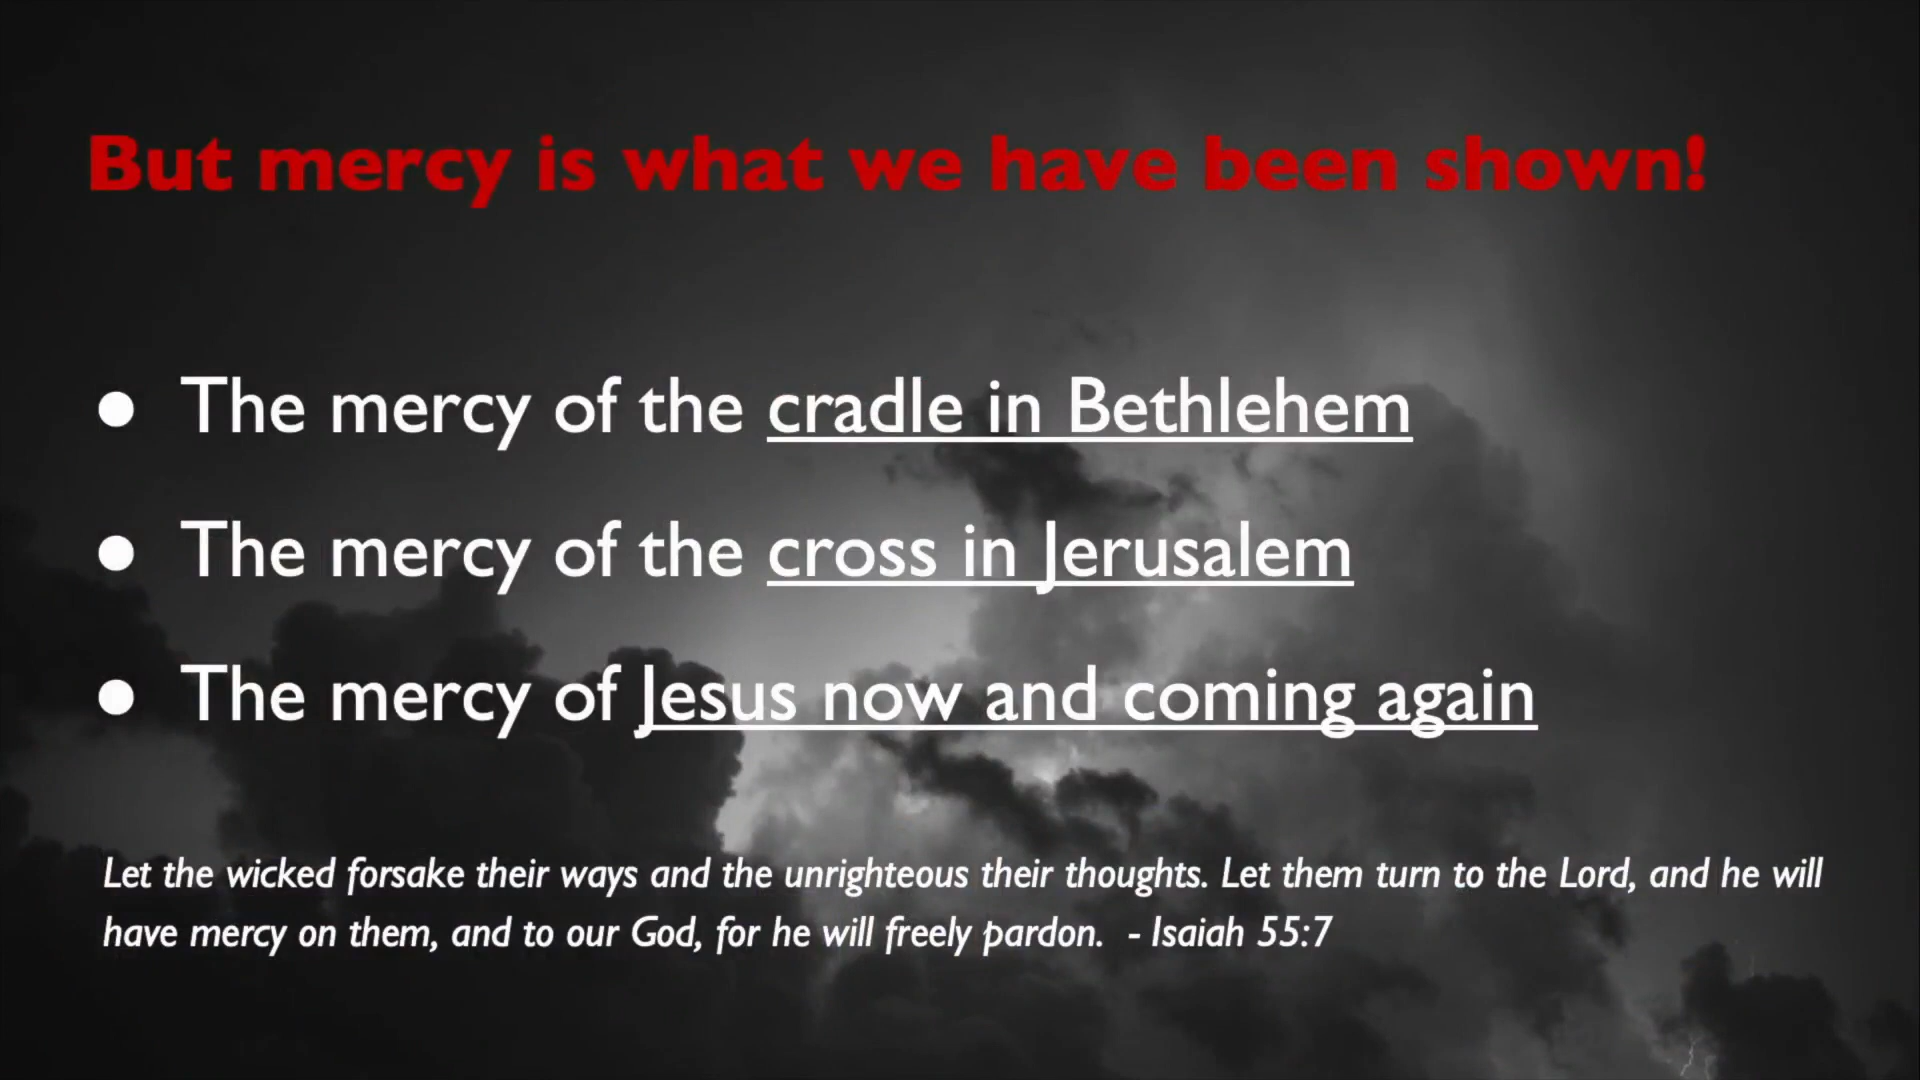 But mercy is what we have been shown!
● The mercy of the cradle in Bethlehem
● The mercy of the cross in Jerusalem
● The mercy of Jesus now and coming again
Let the wicked forsake their ways and the unrighteous their thoughts. Let them turn to the Lord, and he will
have mercy on them, and to our God, for he will freely pardon.  - Isaiah 55:7